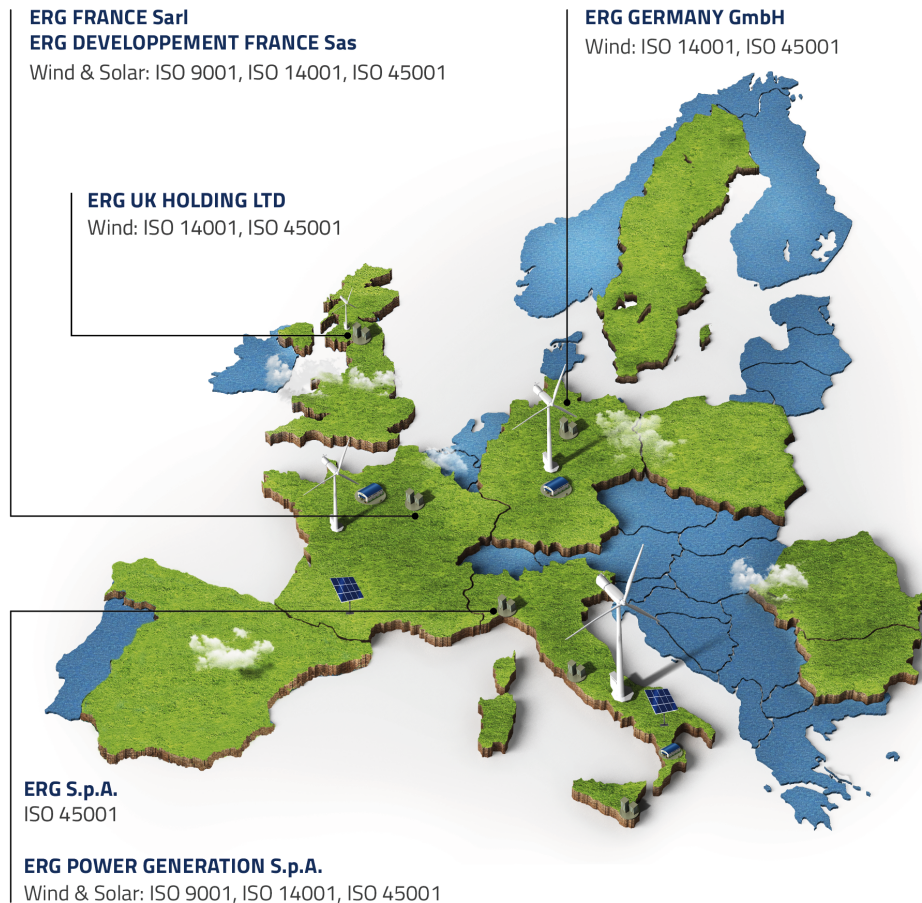 ERG FRANCE Sarl
ERG DEVELOPPEMENT FRANCE Sas
Wind & Solar: ISO 9001, ISO 14001, ISO 45001
ERG GERMANY GmbH
Wind: ISO 14001, ISO 45001
ERG UK HOLDING LTD
Wind: ISO 14001, ISO 45001
ERG S.p.A.
ISO 45001
ERG POWER GENERATION S.p.A.
Wind & Solar: ISO 9001, ISO 14001, ISO 45001